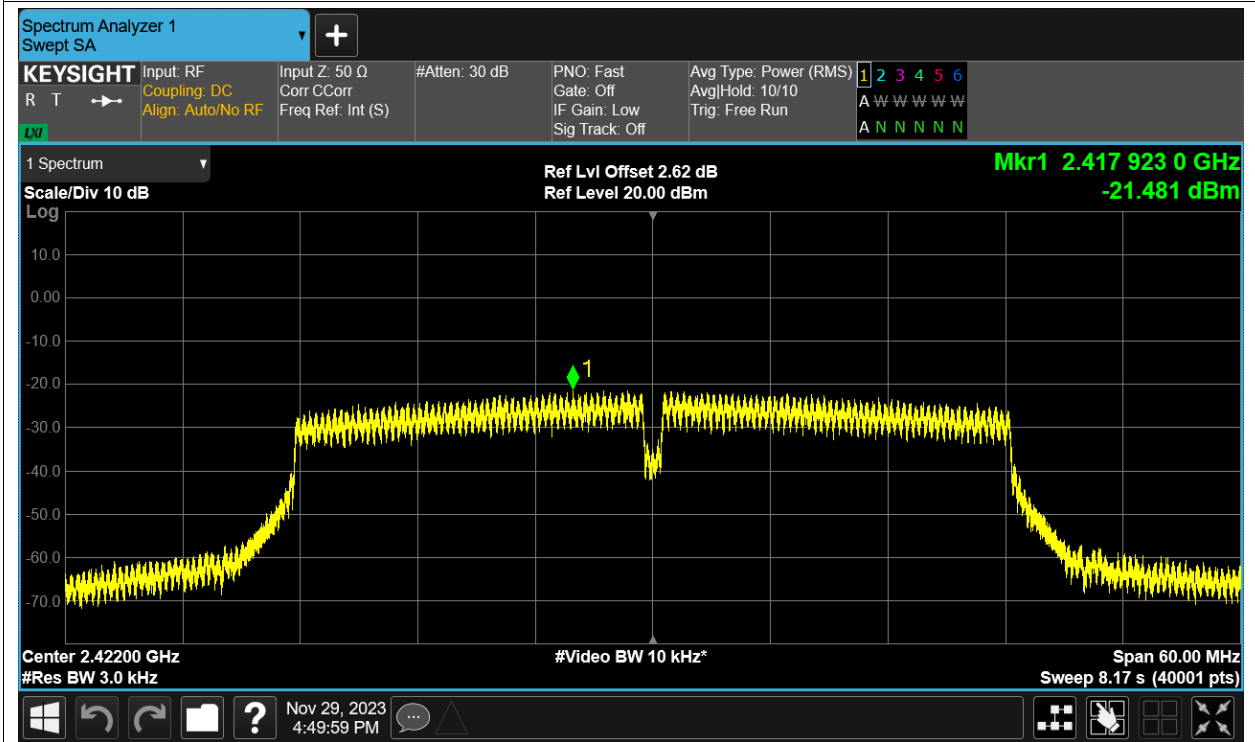 Spectrum Analyzer 1
Swept SA
+
KEYSIGHT
R T
LXI
Input: RF
Coupling: DC
Align: Auto/No RF
Input Z: 50 Ω
Corr CCorr
Freq Ref: Int (S)
#Atten: 30 dB
PNO: Fast
Gate: Off
IF Gain: Low
Sig Track: Off
Avg Type: Power (RMS)
Avg|Hold: 10/10
Trig: Free Run
1 2 3 4 5 6
A W W W W W
A N N N N N
1 Spectrum
Scale/Div 10 dB
Log
Ref Lvl Offset 2.62 dB
Ref Level 20.00 dBm
Mkr1 2.417 923 0 GHz
-21.481 dBm
10.0
0.00
-10.0
-20.0
-30.0
-40.0
-50.0
-60.0
-70.0
1
Center 2.42200 GHz
#Res BW 3.0 kHz
#Video BW 10 kHz*
Span 60.00 MHz
Sweep 8.17 s (40001 pts)
?
Nov 29, 2023
4:49:59 PM